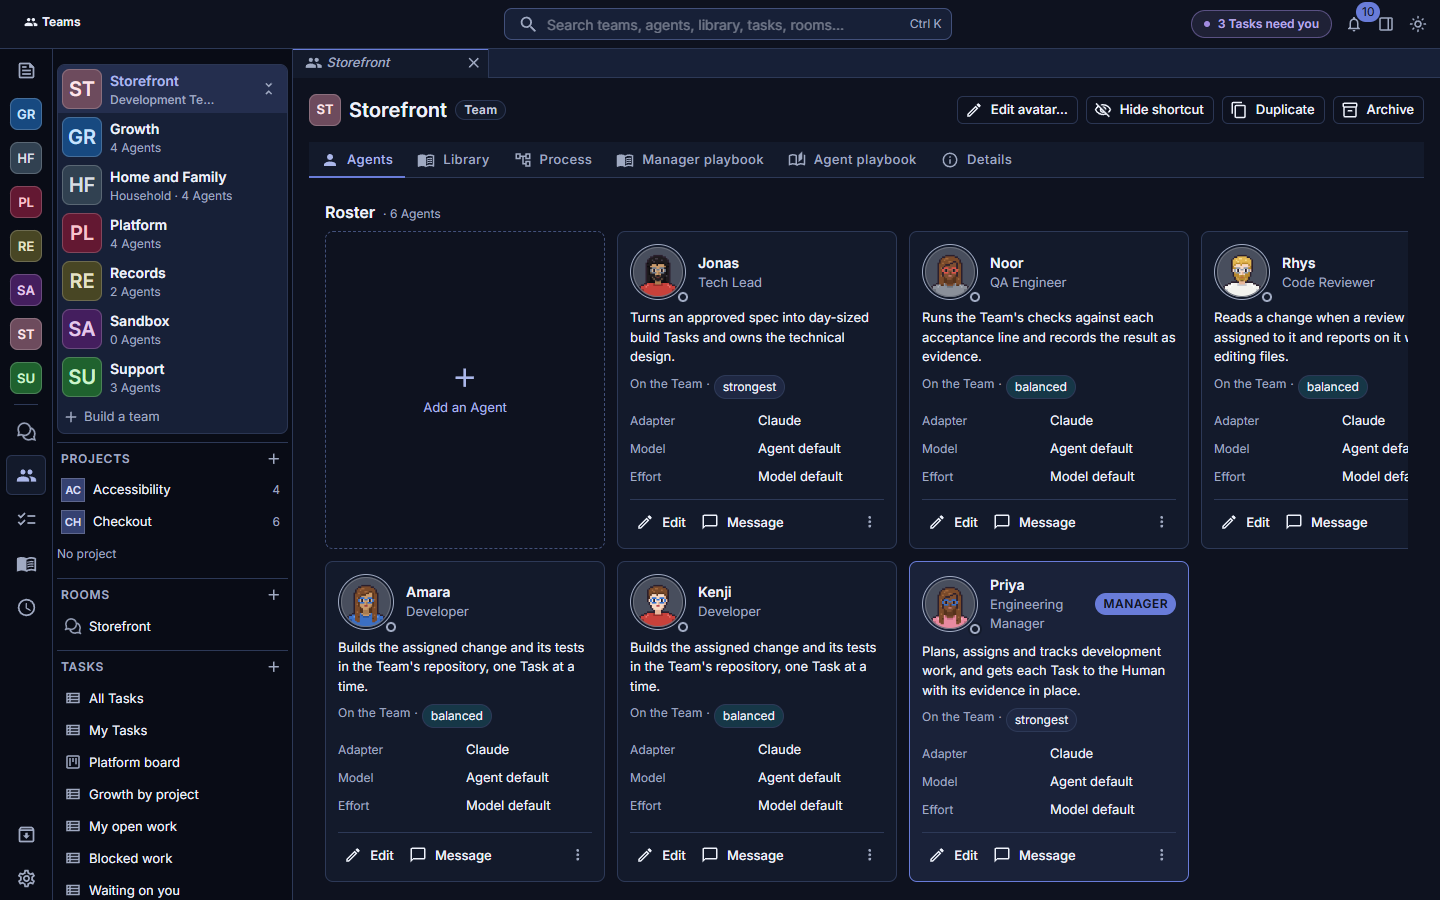 Teams
Search teams, agents, library, tasks, rooms...
Ctrl K
3 Tasks need you
10
Storefront
GR
HF
PL
RE
SA
ST
SU
ST
Storefront
Development Te...
GR
Growth
4 Agents
HF
Home and Family
Household · 4 Agents
PL
Platform
4 Agents
RE
Records
2 Agents
SA
Sandbox
0 Agents
SU
Support
3 Agents
Build a team
PROJECTS
AC Accessibility 4
CH Checkout 6
No project
ROOMS
Storefront
TASKS
All Tasks
My Tasks
Platform board
Growth by project
My open work
Blocked work
Waiting on you
ST Storefront Team
Edit avatar...
Hide shortcut
Duplicate
Archive
Agents
Library
Process
Manager playbook
Agent playbook
Details
Roster · 6 Agents
Add an Agent
Jonas
Tech Lead
Turns an approved spec into day-sized
build Tasks and owns the technical
design.
On the Team · strongest
Adapter Claude
Model Agent default
Effort Model default
Edit Message
Noor
QA Engineer
Runs the Team's checks against each
acceptance line and records the result as
evidence.
On the Team · balanced
Adapter Claude
Model Agent default
Effort Model default
Edit Message
Rhys
Code Reviewer
Reads a change when a review
assigned to it and reports on it
editing files.
On the Team · balanced
Adapter Claude
Model Agent
Effort Model
Edit Message
Amara
Developer
Builds the assigned change and its tests
in the Team's repository, one Task at a
time.
On the Team · balanced
Adapter Claude
Model Agent default
Effort Model default
Edit Message
Kenji
Developer
Builds the assigned change and its tests
in the Team's repository, one Task at a
time.
On the Team · balanced
Adapter Claude
Model Agent default
Effort Model default
Edit Message
Priya
Engineering
Manager
MANAGER
Plans, assigns and tracks development
work, and gets each Task to the Human
with its evidence in place.
On the Team · strongest
Adapter Claude
Model Agent default
Effort Model default
Edit Message